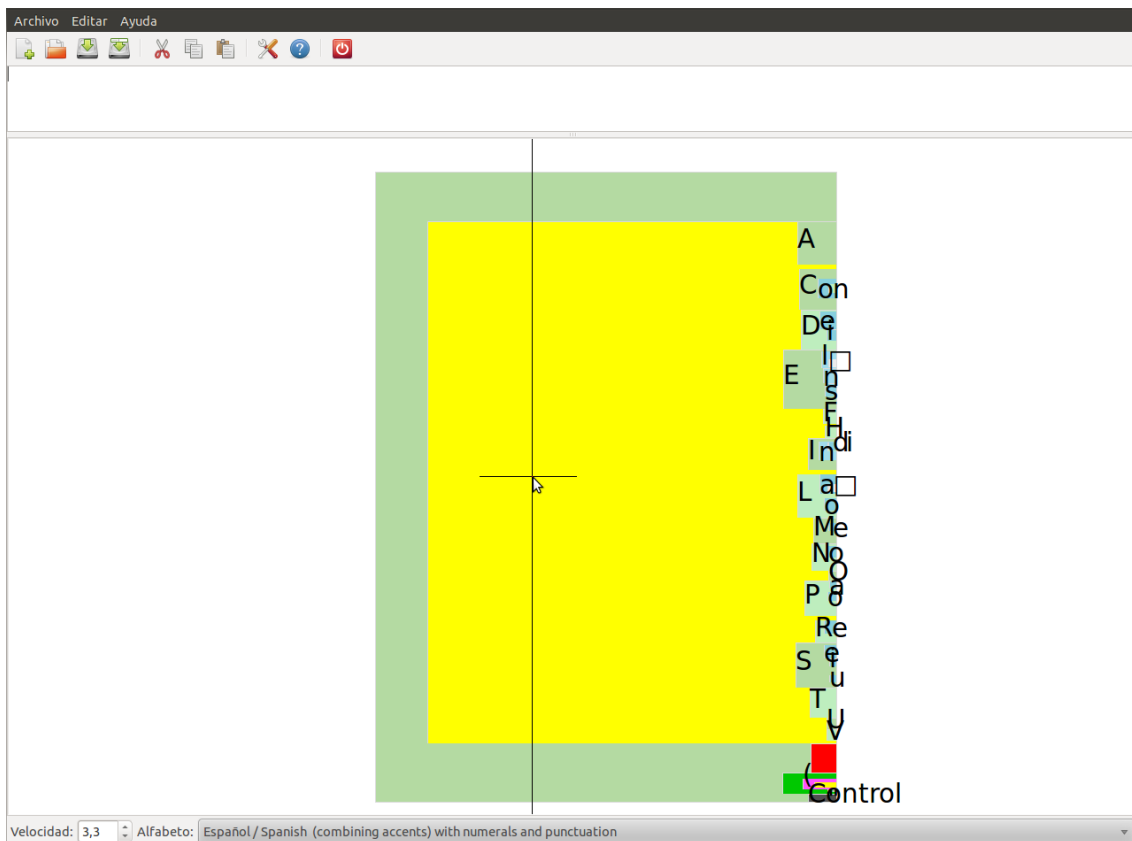 Archivo Editar Ayuda
A
Con
De
i
l□
E
n
s
F
H
In di
L a□
o
Me
No
O
a
P o
Re
S e
i
u
T
U
V
(
Control
Velocidad: 3,3 Alfabeto: Español / Spanish (combining accents) with numerals and punctuation